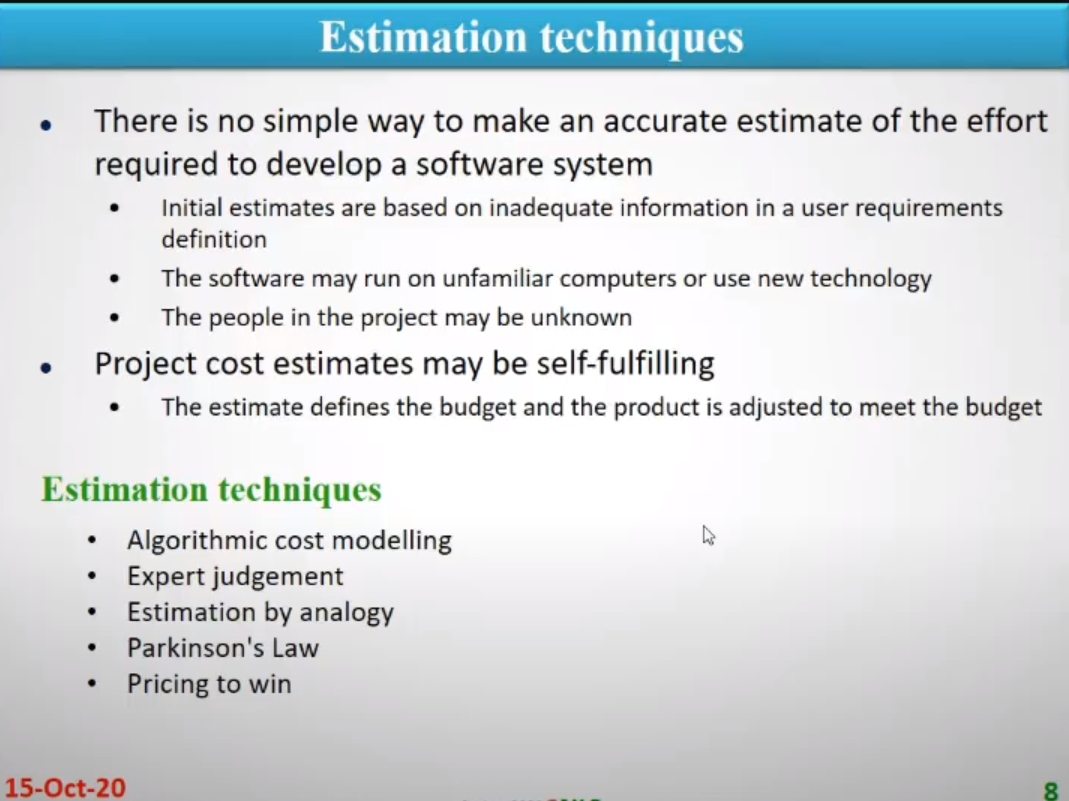 Estimation techniques
• There is no simple way to make an accurate estimate of the effort
required to develop a software system
• Initial estimates are based on inadequate information in a user requirements
definition
• The software may run on unfamiliar computers or use new technology
• The people in the project may be unknown
• Project cost estimates may be self-fulfilling
• The estimate defines the budget and the product is adjusted to meet the budget
Estimation techniques
• Algorithmic cost modelling
• Expert judgement
• Estimation by analogy
• Parkinson's Law
• Pricing to win
15-Oct-20
8